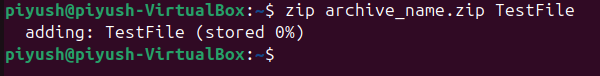 piyush@piyush-VirtualBox:~$ zip archive_name.zip TestFile
  adding: TestFile (stored 0%)
piyush@piyush-VirtualBox:~$